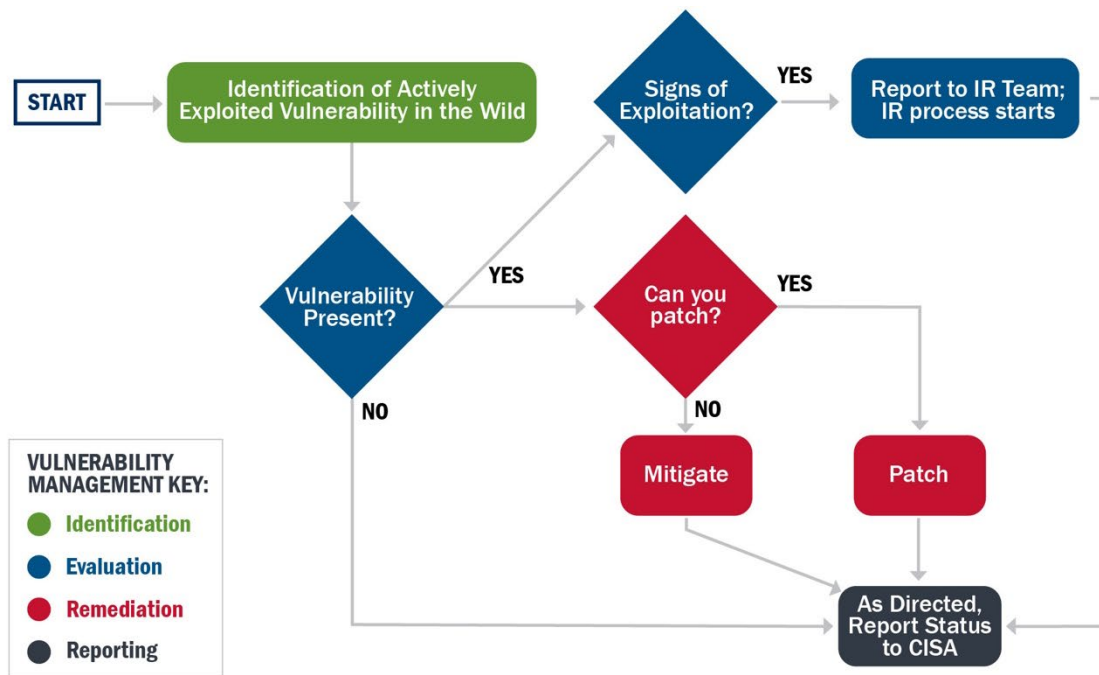 START
Identification of Actively
Exploited Vulnerability in the Wild
Signs of
Exploitation?
YES
Report to IR Team;
IR process starts
Vulnerability
Present?
YES
Can you
patch?
YES
NO
NO
Mitigate
Patch
As Directed,
Report Status
to CISA
VULNERABILITY
MANAGEMENT KEY:
Identification
Evaluation
Remediation
Reporting